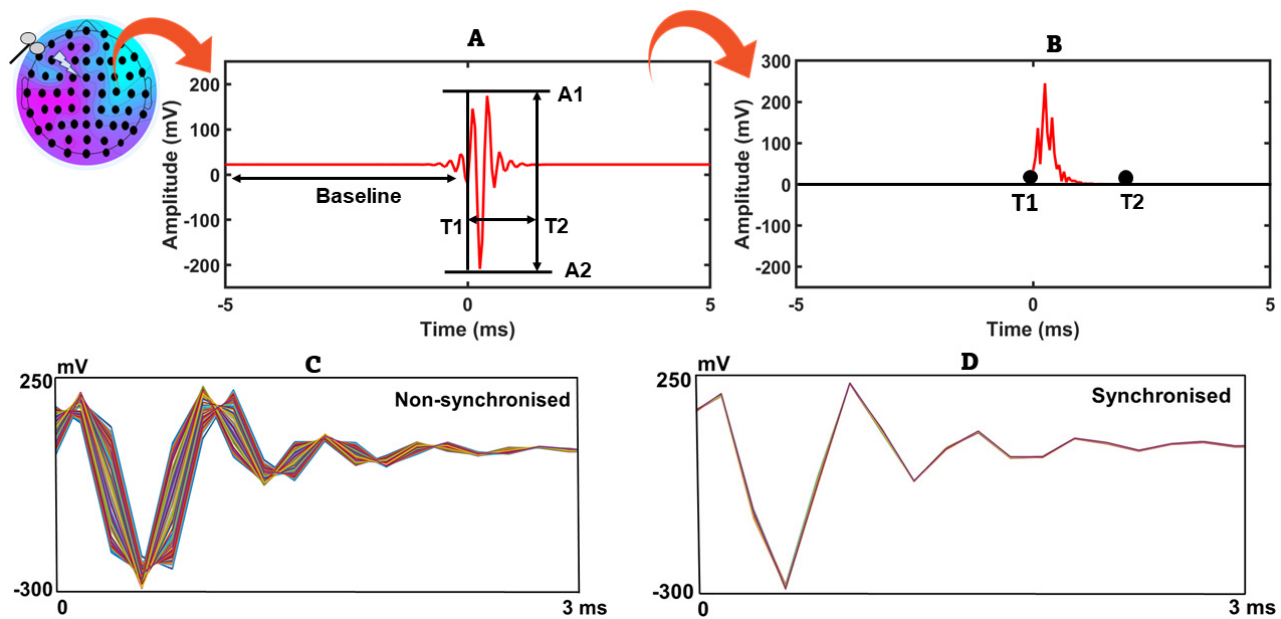 A
200
100
0
-100
-200
Amplitude (mV)
A1
Baseline
T1
T2
A2
-5
0
5
Time (ms)
B
300
200
100
0
-100
-200
Amplitude (mV)
T1
T2
-5
0
5
Time (ms)
C
mV
250
Non-synchronised
-300
0
3 ms
D
mV
250
Synchronised
-300
0
3 ms